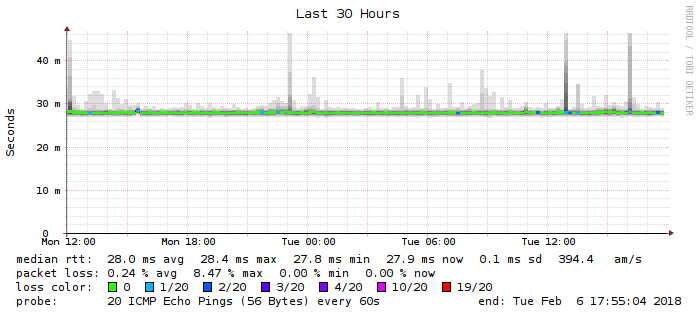 Last 30 Hours
RRDTOOL / TOBI OETIKER
Seconds
40 m
30 m
20 m
10 m
0
Mon 12:00 Mon 18:00 Tue 00:00 Tue 06:00 Tue 12:00
median rtt: 28.0 ms avg 28.4 ms max 27.8 ms min 27.9 ms now 0.1 ms sd 394.4 am/s
packet loss: 0.24 % avg 8.47 % max 0.00 % min 0.00 % now
loss color: 0 1/20 2/20 3/20 4/20 10/20 19/20
probe: 20 ICMP Echo Pings (56 Bytes) every 60s end: Tue Feb 6 17:55:04 2018